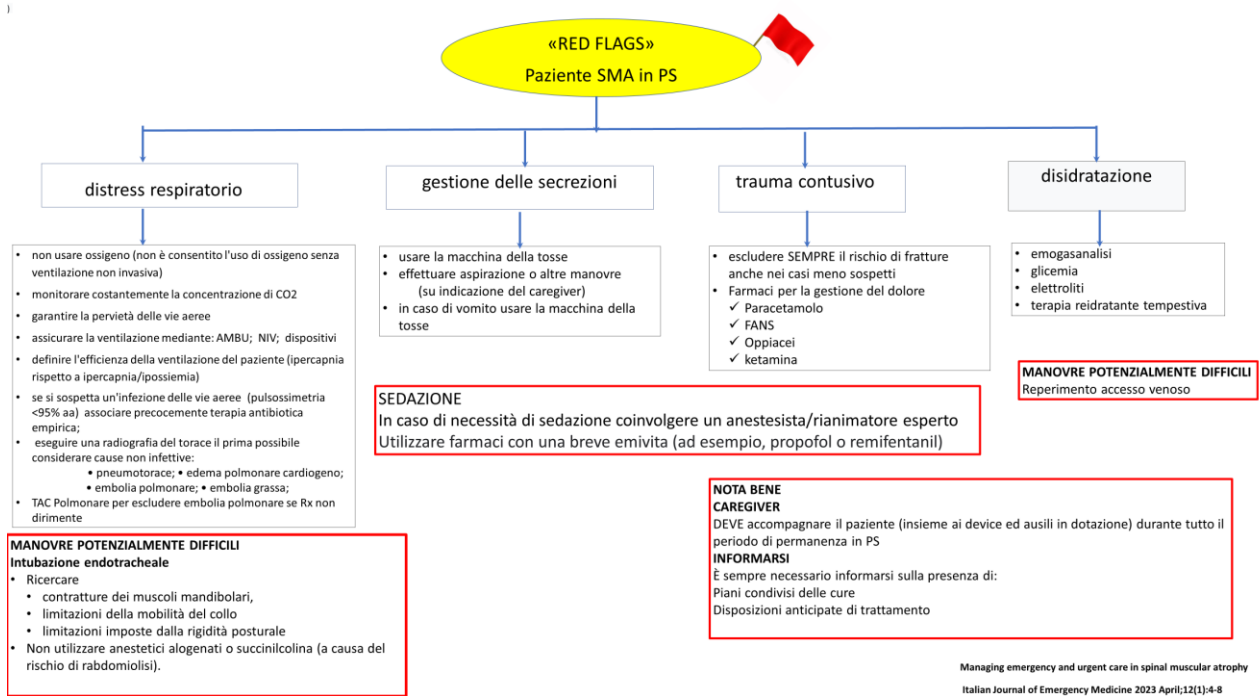 )
«RED FLAGS»
Paziente SMA in PS
distress respiratorio
• non usare ossigeno (non è consentito l'uso di ossigeno senza
ventilazione non invasiva)
• monitorare costantemente la concentrazione di CO2
• garantire la pervietà delle vie aeree
• assicurare la ventilazione mediante: AMBU; NIV; dispositivi
• definire l'efficienza della ventilazione del paziente (ipercapnia
rispetto a ipercapnia/ipossiemia)
• se si sospetta un'infezione delle vie aeree (pulsossimetria
<95% aa) associare precocemente terapia antibiotica
empirica;
• eseguire una radiografia del torace il prima possibile
considerare cause non infettive:
• pneumotorace; • edema polmonare cardiogeno;
• embolia polmonare; • embolia grassa;
• TAC Polmonare per escludere embolia polmonare se Rx non
dirimente
MANOVRE POTENZIALMENTE DIFFICILI
Intubazione endotracheale
• Ricercare
• contratture dei muscoli mandibolari,
• limitazioni della mobilità del collo
• limitazioni imposte dalla rigidità posturale
• Non utilizzare anestetici alogenati o succinilcolina (a causa del
rischio di rabdomiolisi).
gestione delle secrezioni
• usare la macchina della tosse
• effettuare aspirazione o altre manovre
(su indicazione del caregiver)
• in caso di vomito usare la macchina della
tosse
trauma contusivo
• escludere SEMPRE il rischio di fratture
anche nei casi meno sospetti
• Farmaci per la gestione del dolore
✓ Paracetamolo
✓ FANS
✓ Oppiacei
✓ ketamina
disidratazione
• emogasanalisi
• glicemia
• elettroliti
• terapia reidratante tempestiva
MANOVRE POTENZIALMENTE DIFFICILI
Reperimento accesso venoso
SEDAZIONE
In caso di necessità di sedazione coinvolgere un anestesista/rianimatore esperto
Utilizzare farmaci con una breve emivita (ad esempio, propofol o remifentanil)
NOTA BENE
CAREGIVER
DEVE accompagnare il paziente (insieme ai device ed ausili in dotazione) durante tutto il
periodo di permanenza in PS
INFORMARSI
È sempre necessario informarsi sulla presenza di:
Piani condivisi delle cure
Disposizioni anticipate di trattamento
Managing emergency and urgent care in spinal muscular atrophy
Italian Journal of Emergency Medicine 2023 April;12(1):4-8